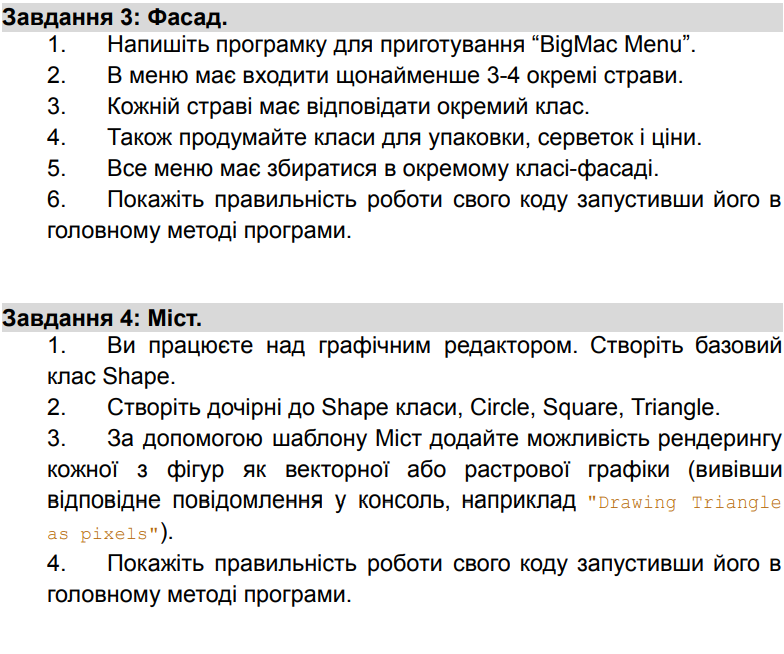 Завдання 3: Фасад.
1. Напишіть програмку для приготування “BigMac Menu”.
2. В меню має входити щонайменше 3-4 окремі страви.
3. Кожній страві має відповідати окремий клас.
4. Також продумайте класи для упаковки, серветок і ціни.
5. Все меню має збиратися в окремому класі-фасаді.
6. Покажіть правильність роботи свого коду запустивши його в
головному методі програми.
Завдання 4: Міст.
1. Ви працюєте над графічним редактором. Створіть базовий
клас Shape.
2. Створіть дочірні до Shape класи, Circle, Square, Triangle.
3. За допомогою шаблону Міст додайте можливість рендерингу
кожної з фігур як векторної або растрової графіки (вивівши
відповідне повідомлення у консоль, наприклад "Drawing Triangle
as pixels").
4. Покажіть правильність роботи свого коду запустивши його в
головному методі програми.